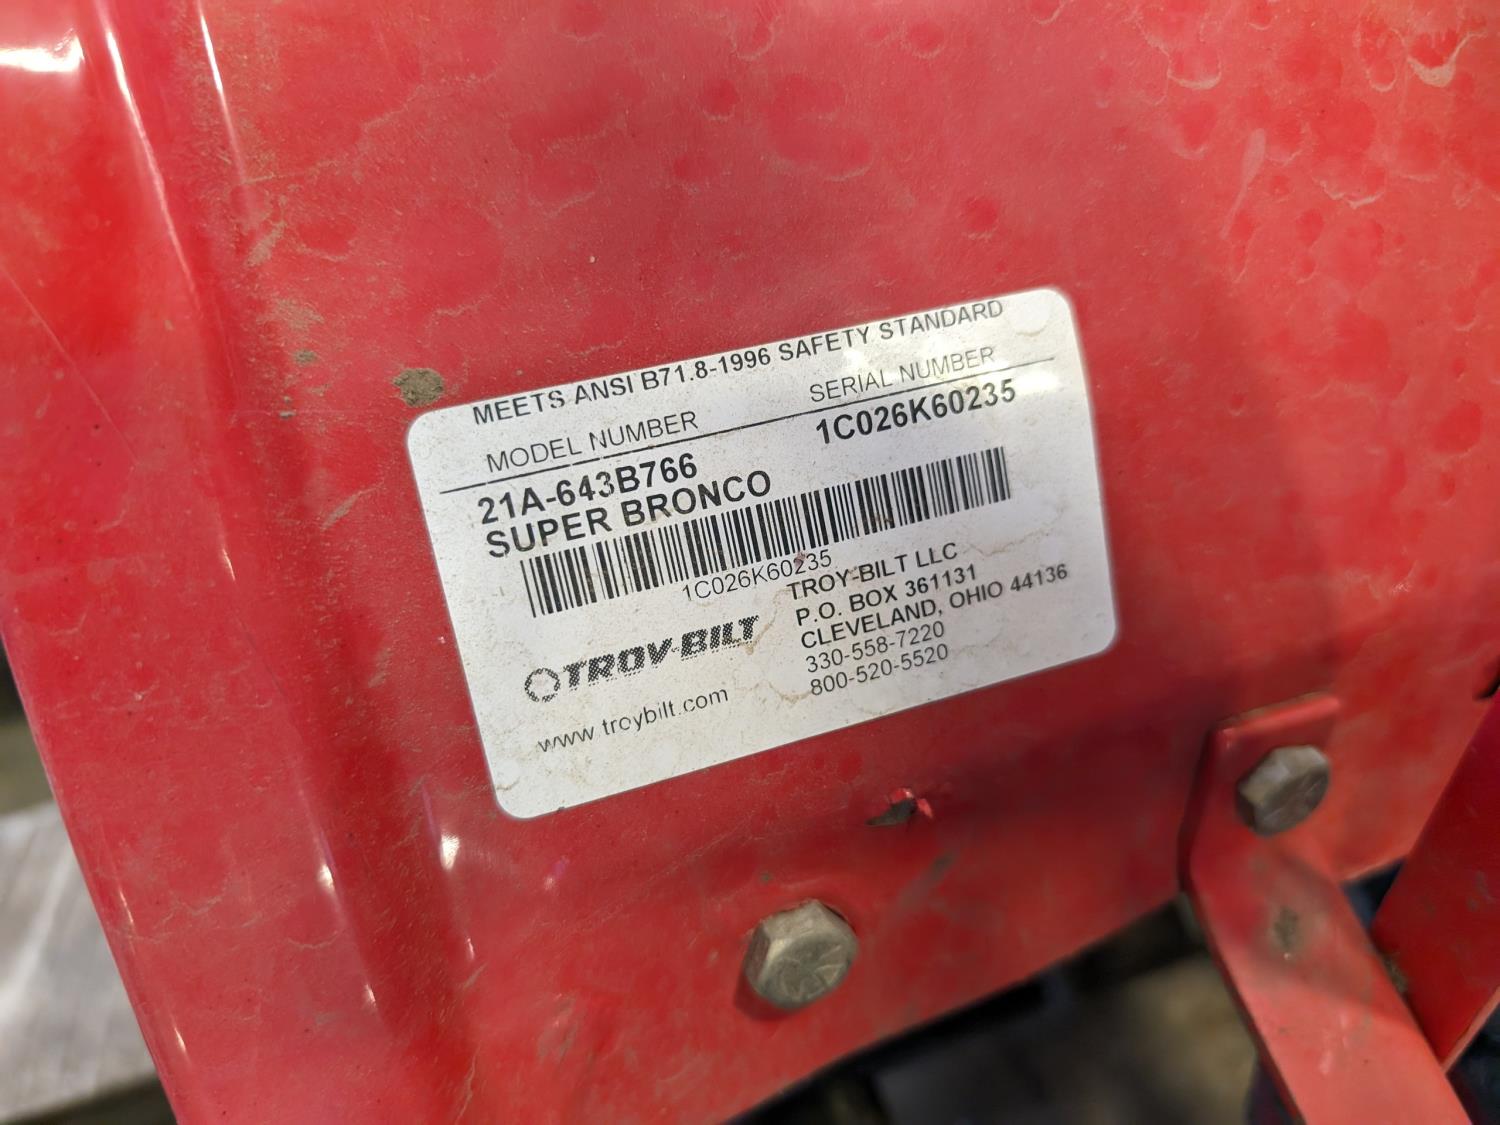 MEETS ANSI B71.8-1996 SAFETY STANDARD
MODEL NUMBER SERIAL NUMBER
21A-643B766 1C026K60235
SUPER BRONCO
1C026K60235
TROY-BILT
www.troybilt.com
TROY-BILT LLC
P.O. BOX 361131
CLEVELAND, OHIO 44136
330-558-7220
800-520-5520